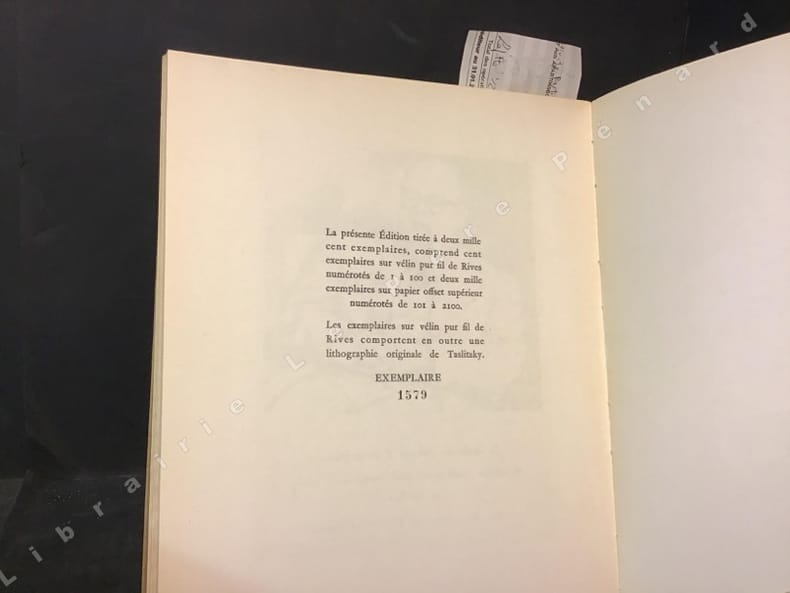 La présente Édition tirée à deux mille
cent exemplaires, comprend cent
exemplaires sur vélin pur fil de Rives
numérotés de 1 à 100 et deux mille
exemplaires sur papier offset supérieur
numérotés de 101 à 2100.
Les exemplaires sur vélin pur fil de
Rives comportent en outre une
lithographie originale de Taslitzky.
EXEMPLAIRE
1579
Librairie Le Père Pénard